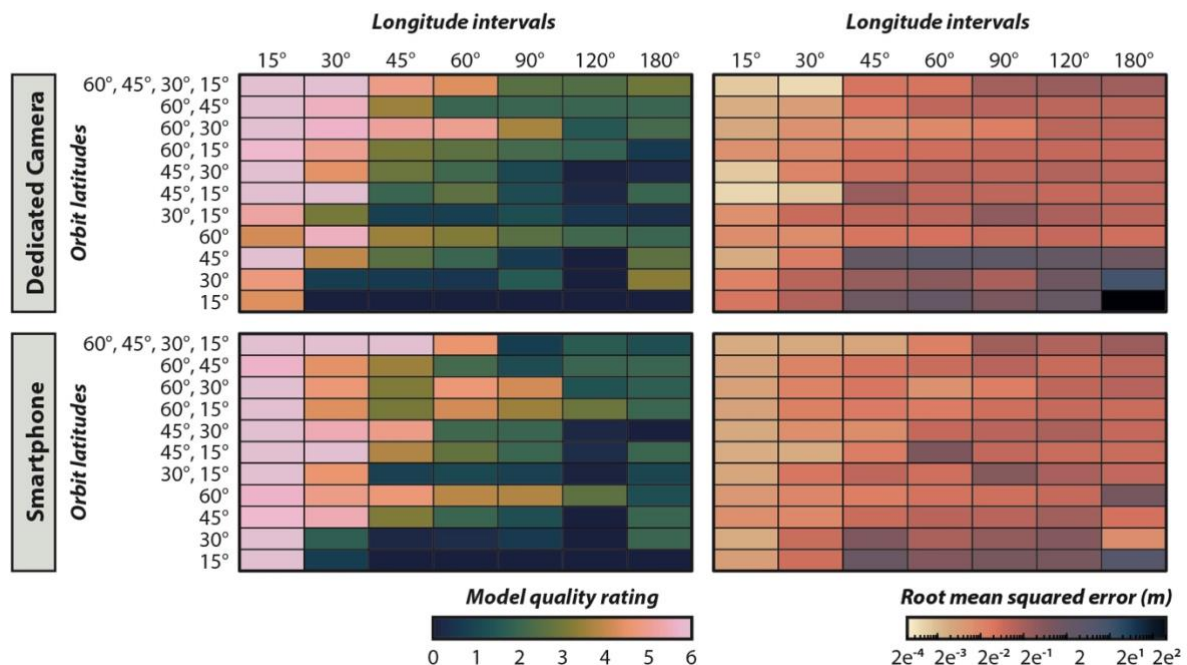 Longitude intervals Longitude intervals
15° 30° 45° 60° 90° 120° 180° 15° 30° 45° 60° 90° 120° 180°
Dedicated Camera
Orbit latitudes
60°, 45°, 30°, 15°
60°, 45°
60°, 30°
60°, 15°
45°, 30°
45°, 15°
30°, 15°
60°
45°
30°
15°
Smartphone
Orbit latitudes
60°, 45°, 30°, 15°
60°, 45°
60°, 30°
60°, 15°
45°, 30°
45°, 15°
30°, 15°
60°
45°
30°
15°
Model quality rating
0 1 2 3 4 5 6
Root mean squared error (m)
2e⁻⁴ 2e⁻³ 2e⁻² 2e⁻¹ 2 2e¹ 2e²